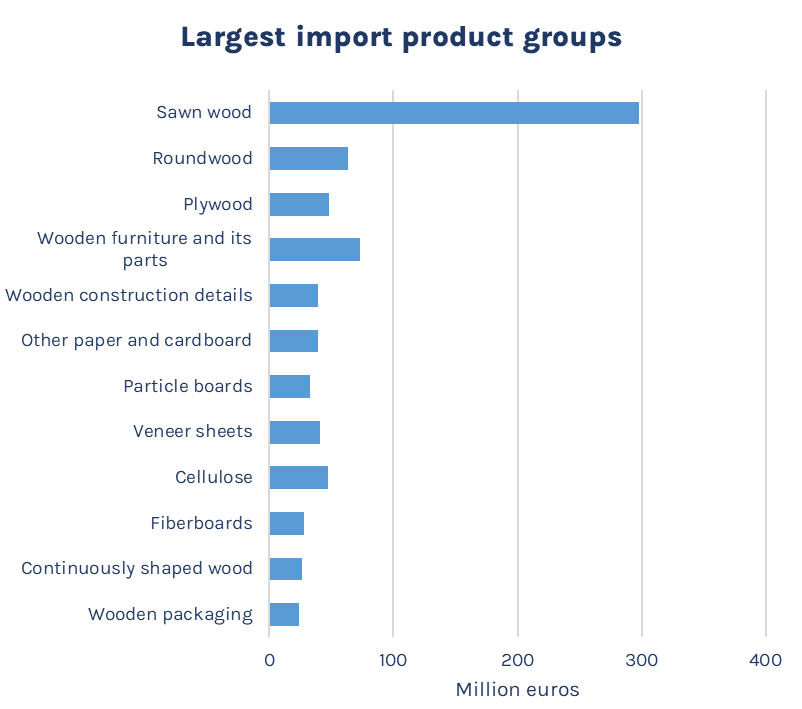 Largest import product groups
Sawn wood
Roundwood
Plywood
Wooden furniture and its
parts
Wooden construction details
Other paper and cardboard
Particle boards
Veneer sheets
Cellulose
Fiberboards
Continuously shaped wood
Wooden packaging
0 100 200 300 400
Million euros